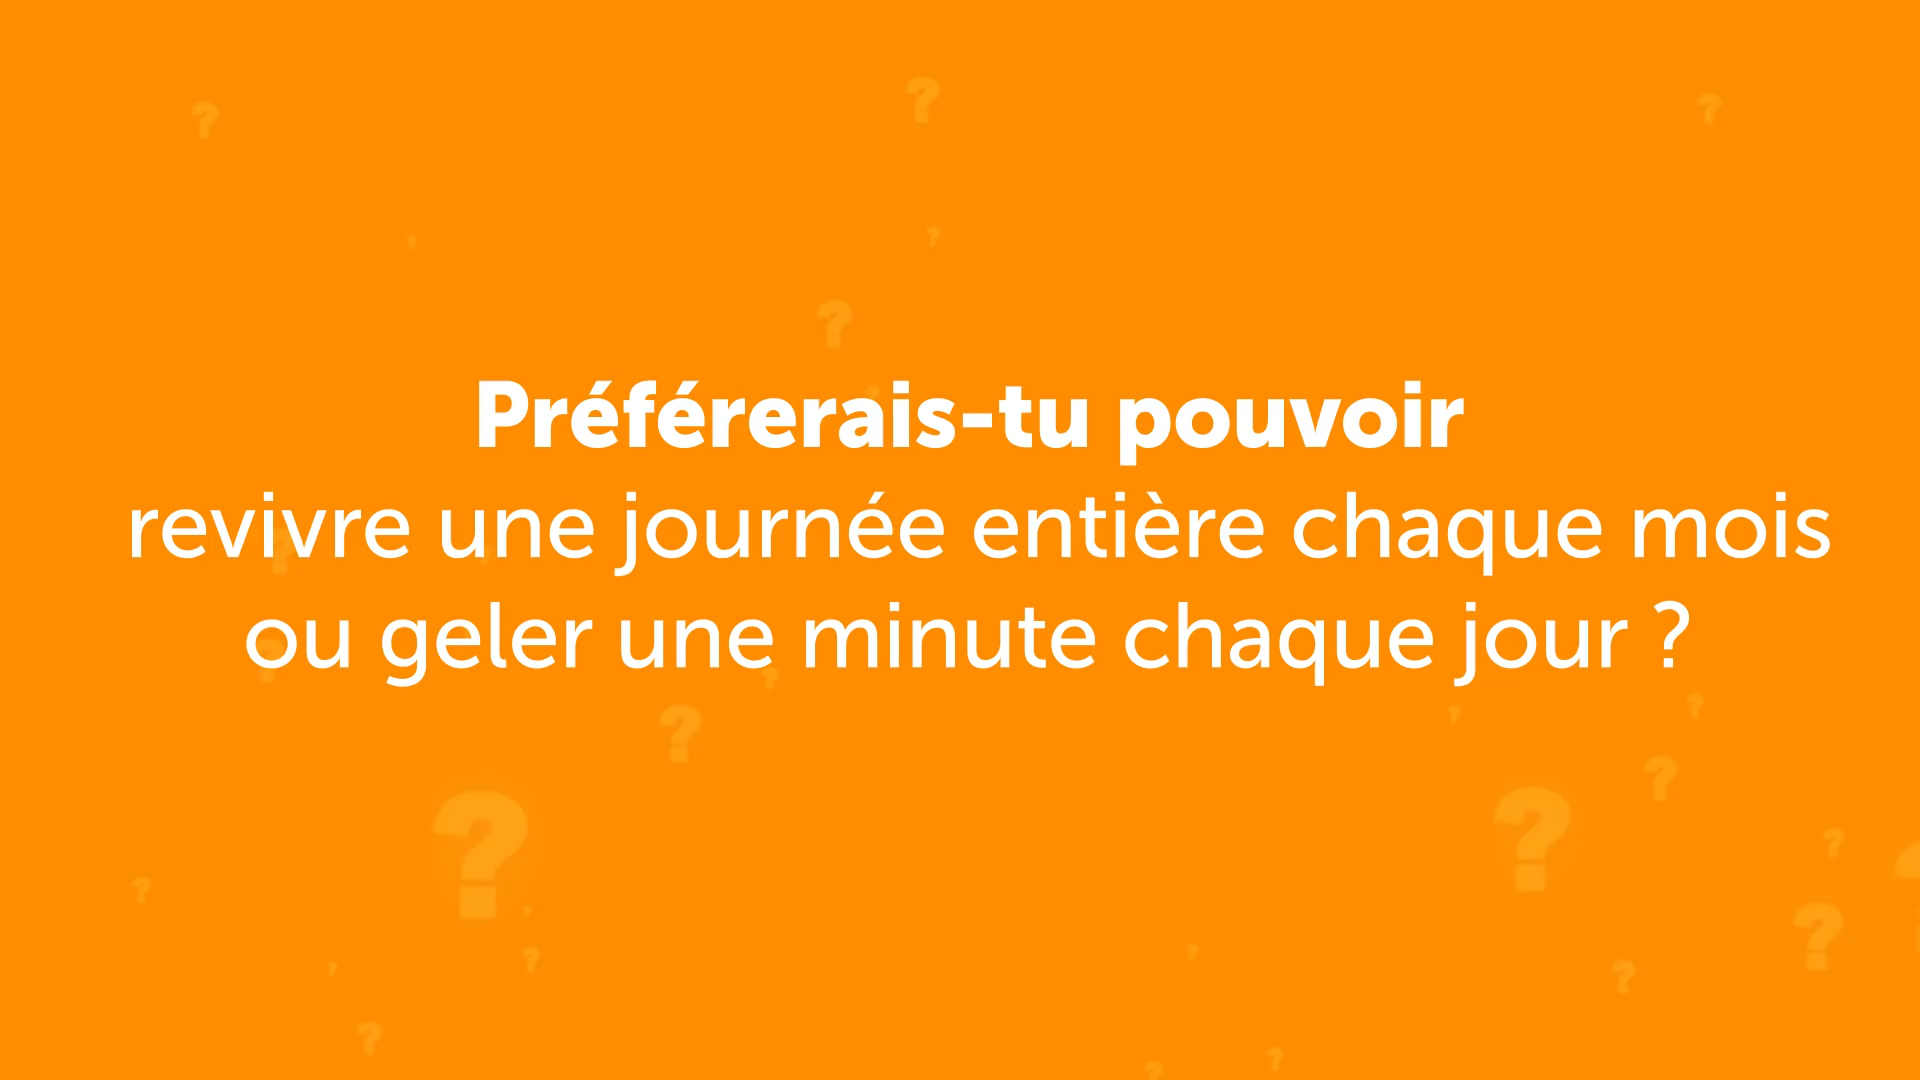 Préférerais-tu pouvoir
revivre une journée entière chaque mois
ou geler une minute chaque jour ?